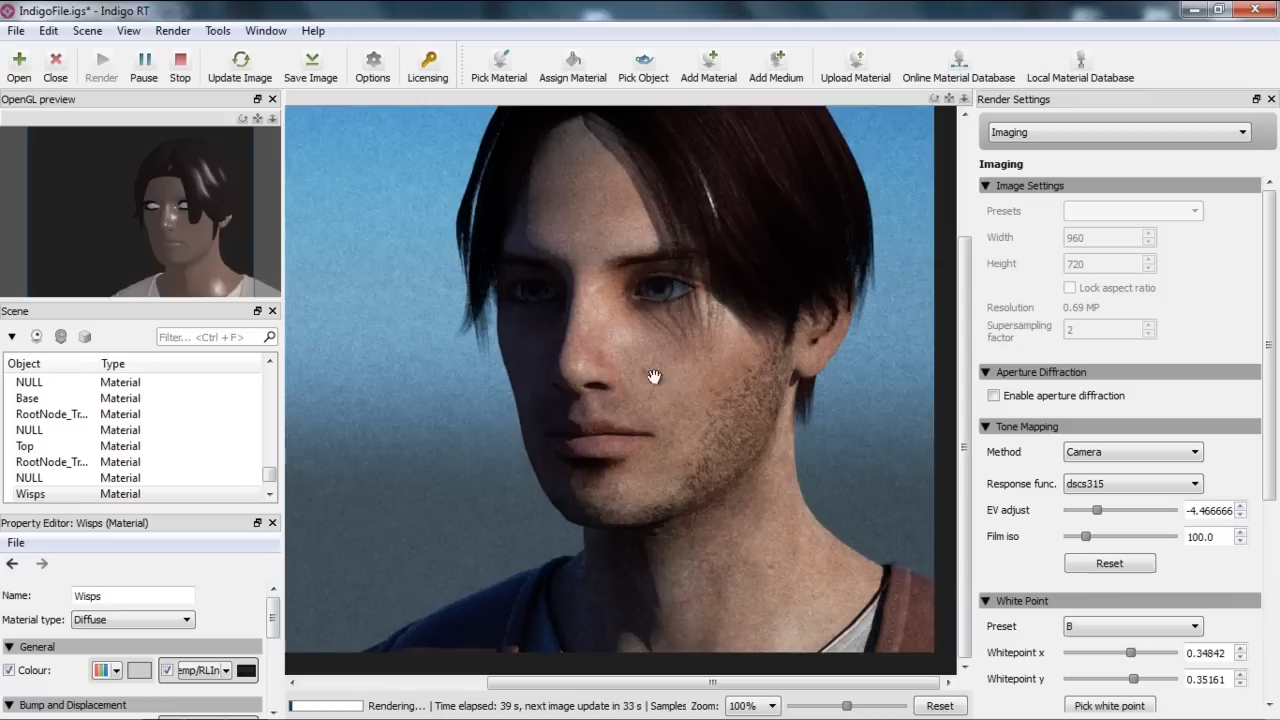 IndigoFile.igs* - Indigo RT
File Edit Scene View Render Tools Window Help
Open Close Render Pause Stop Update Image Save Image Options Licensing Pick Material Assign Material Pick Object Add Material Add Medium Upload Material Online Material Database Local Material Database
OpenGL preview
Scene
Filter... <Ctrl + F>
Object Type
NULL Material
Base Material
RootNode_Tr... Material
NULL Material
Top Material
RootNode_Tr... Material
NULL Material
Wisps Material
Property Editor: Wisps (Material)
File
Name: Wisps
Material type: Diffuse
General
Colour: emp/RLIn
Bump and Displacement
Rendering... | Time elapsed: 39 s, next image update in 33 s | Samples Zoom: 100% Reset
Render Settings
Imaging
Imaging
Image Settings
Presets
Width 960
Height 720
Lock aspect ratio
Resolution 0.69 MP
Supersampling factor 2
Aperture Diffraction
Enable aperture diffraction
Tone Mapping
Method Camera
Response func. dscs315
EV adjust -4.466666
Film iso 100.0
Reset
White Point
Preset B
Whitepoint x 0.34842
Whitepoint y 0.35161
Pick white point